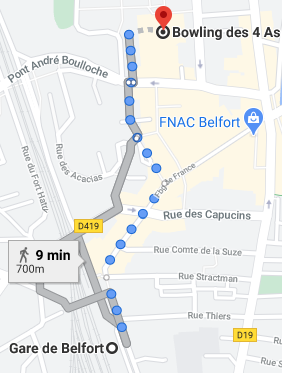 Bowling des 4 As
Pont André Boulloche
FNAC Belfort
Rue du Fort Hatry
Rue des Acacias
Fbg de France
Rue des Capucins
D419
9 min
700m
Rue Comte de la Suze
Rue Stractman
Rue Thiers
D19
Gare de Belfort